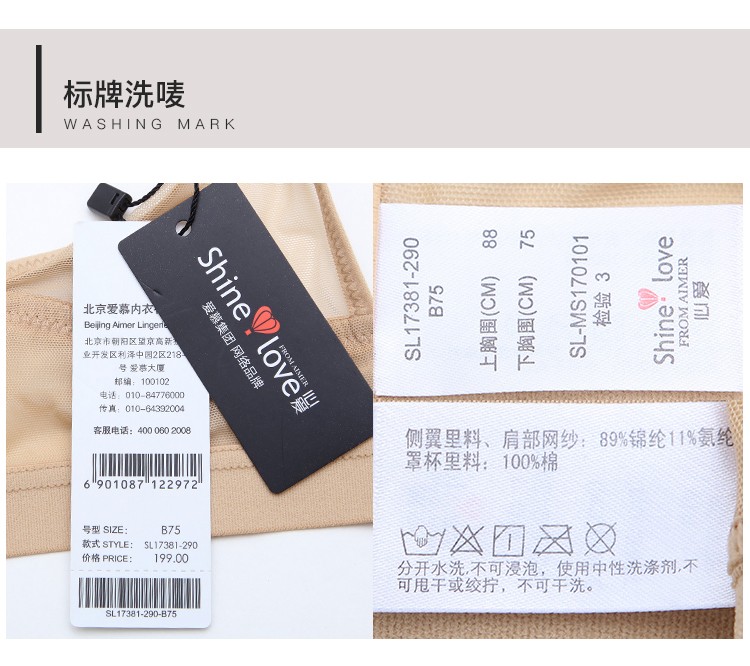 标牌洗唛
WASHING MARK
北京爱慕内衣
Beijing Aimer Lingerie
北京市朝阳区望京高新
业开发区利泽中园2区218-
号 爱慕大厦
邮编：100102
电话：010-84776000
传真：010-64392004
客服电话：400 060 2008
6 901087 122972
号型 SIZE： B75
款式 STYLE： SL17381-290
价格 PRICE： 199.00
SL17381-290-B75
Shine love
FROM AIMER
心爱
爱慕集团 网络品牌
SL17381-290
B75
上胸围(CM) 88
下胸围(CM) 75
SL-MS170101
检验 3
Shine love
FROM AIMER
心爱
侧翼里料、肩部网纱：89%锦纶11%氨纶
罩杯里料：100%棉
分开水洗,不可浸泡，使用中性洗涤剂,不
可甩干或绞拧，不可干洗。